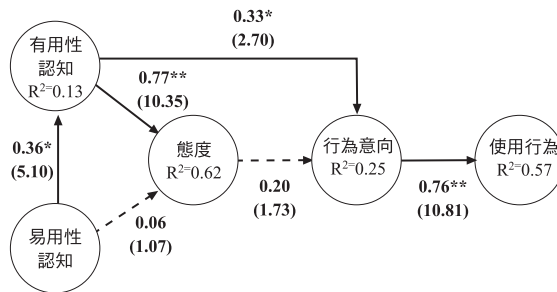 0.33*
(2.70)
有用性
認知
R²⁼0.13
0.77**
(10.35)
0.36*
(5.10)
態度
R²⁼0.62
行為意向
R²⁼0.25
使用行為
R²⁼0.57
0.20
(1.73)
0.76**
(10.81)
0.06
(1.07)
易用性
認知